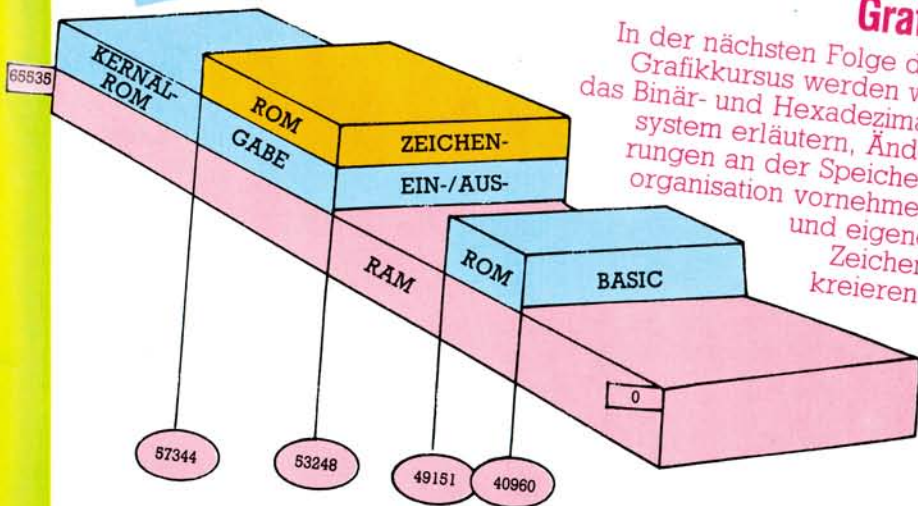 Graf
In der nächsten Folge d
Grafikkursus werden w
das Binär- und Hexadezima
system erläutern, Änd
rungen an der Speiche
organisation vornehme
und eigen
Zeicher
kreieren
65535
KERNAL-
ROM
ROM
GABE
ZEICHEN-
EIN-/AUS-
RAM
ROM
BASIC
0
57344
53248
49151
40960